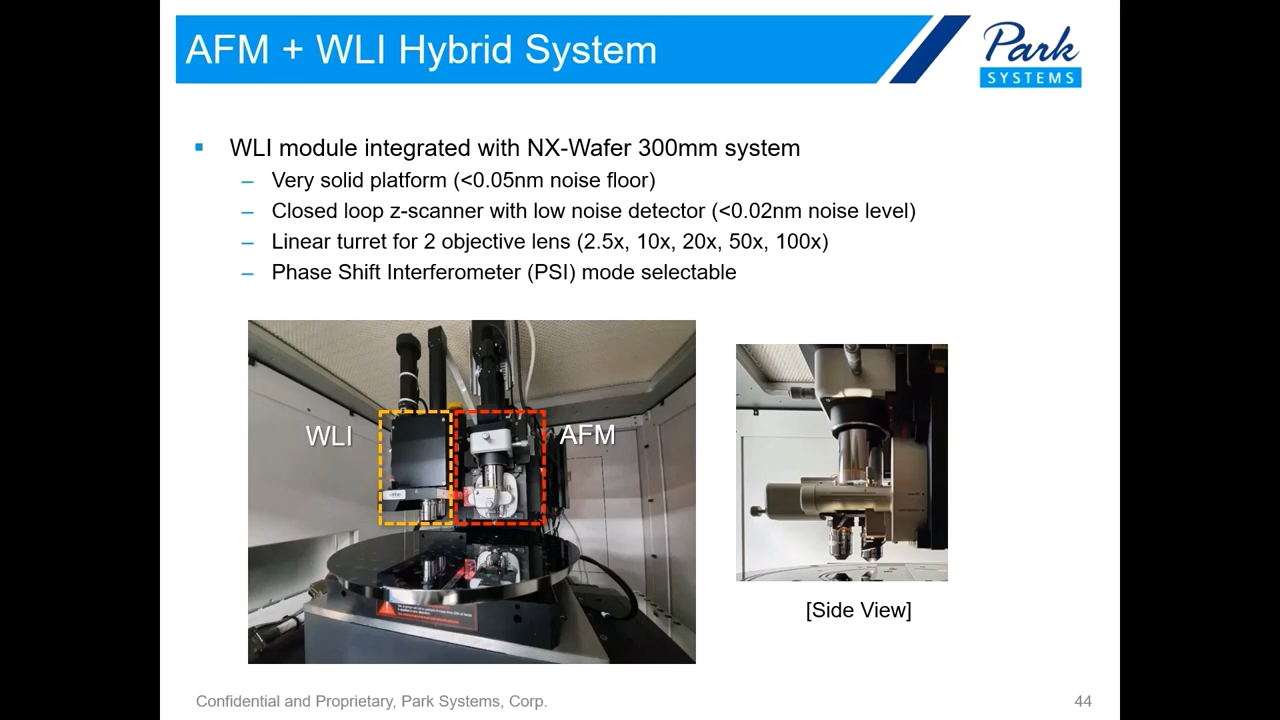 AFM + WLI Hybrid System
Park
SYSTEMS
▪ WLI module integrated with NX-Wafer 300mm system
– Very solid platform (<0.05nm noise floor)
– Closed loop z-scanner with low noise detector (<0.02nm noise level)
– Linear turret for 2 objective lens (2.5x, 10x, 20x, 50x, 100x)
– Phase Shift Interferometer (PSI) mode selectable
WLI
AFM
[Side View]
Confidential and Proprietary, Park Systems, Corp.
44